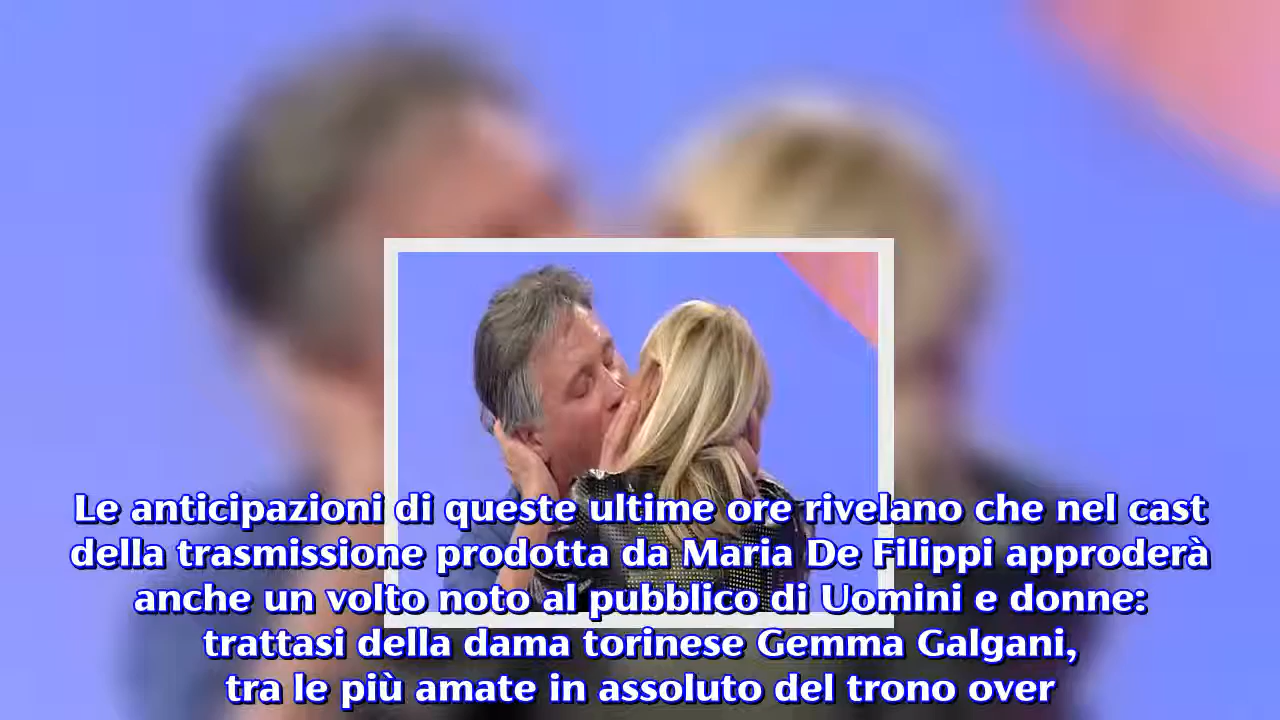 Le anticipazioni di queste ultime ore rivelano che nel cast
della trasmissione prodotta da Maria De Filippi approderà
anche un volto noto al pubblico di Uomini e donne:
trattasi della dama torinese Gemma Galgani,
tra le più amate in assoluto del trono over